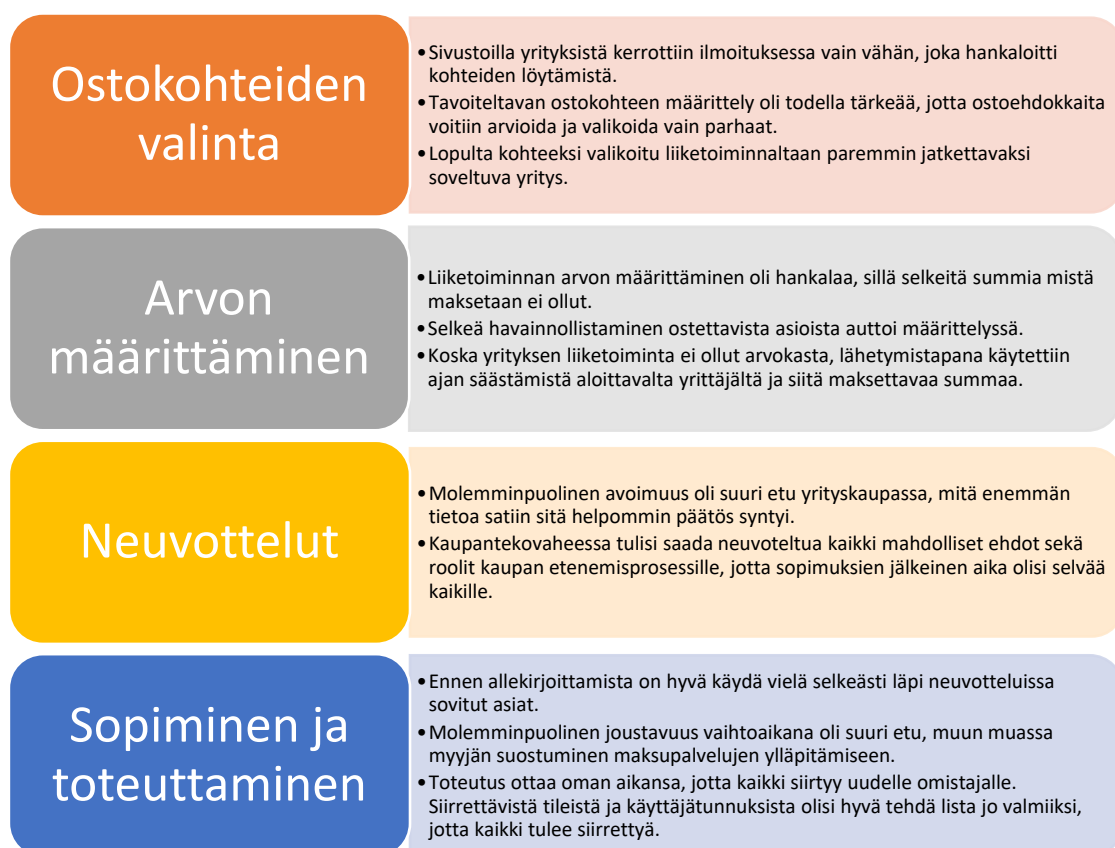 Ostokohteiden
valinta
•Sivustoilla yrityksistä kerrottiin ilmoituksessa vain vähän, joka hankaloitti
kohteiden löytämistä.
•Tavoiteltavan ostokohteen määrittely oli todella tärkeää, jotta ostoehdokkaita
voitiin arvioida ja valikoida vain parhaat.
•Lopulta kohteeksi valikoitu liiketoiminnaltaan paremmin jatkettavaksi
soveltuva yritys.
Arvon
määrittäminen
•Liiketoiminnan arvon määrittäminen oli hankalaa, sillä selkeitä summia mistä
maksetaan ei ollut.
•Selkeä havainnollistaminen ostettavista asioista auttoi määrittelyssä.
•Koska yrityksen liiketoiminta ei ollut arvokasta, lähetymistapana käytettiin
ajan säästämistä aloittavalta yrittäjältä ja siitä maksettavaa summaa.
Neuvottelut
•Molemminpuolinen avoimuus oli suuri etu yrityskaupassa, mitä enemmän
tietoa satiin sitä helpommin päätös syntyi.
•Kaupantekovaheessa tulisi saada neuvoteltua kaikki mahdolliset ehdot sekä
roolit kaupan etenemisprosessille, jotta sopimuksien jälkeinen aika olisi selvää
kaikille.
Sopiminen ja
toteuttaminen
•Ennen allekirjoittamista on hyvä käydä vielä selkeästi läpi neuvotteluissa
sovitut asiat.
•Molemminpuolinen joustavuus vaihtoaikana oli suuri etu, muun muassa
myyjän suostuminen maksupalvelujen ylläpitämiseen.
•Toteutus ottaa oman aikansa, jotta kaikki siirtyy uudelle omistajalle.
Siirrettävistä tileistä ja käyttäjätunnuksista olisi hyvä tehdä lista jo valmiiksi,
jotta kaikki tulee siirrettyä.